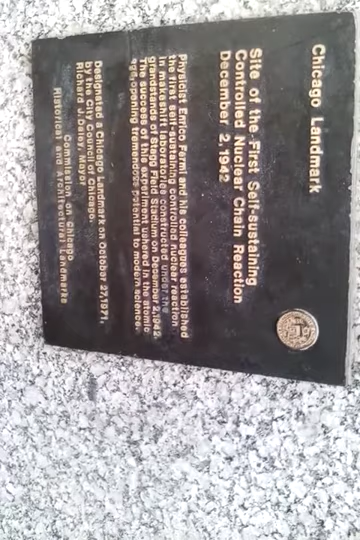 Chicago Landmark
Site of the First Self-sustaining
Controlled Nuclear Chain Reaction
December 2, 1942
Physicist Enrico Fermi and his colleagues established
the first self-sustaining controlled nuclear reaction
in makeshift laboratories constructed under the
grandstands of Stagg Field stadium on December 2, 1942.
The success of this experiment ushered in the atomic
age, opening tremendous potential to modern science.
Designated a Chicago Landmark on October 27, 1971,
by the City Council of Chicago.
Richard J. Daley, Mayor
Commission on Chicago
Historical and Architectural Landmarks